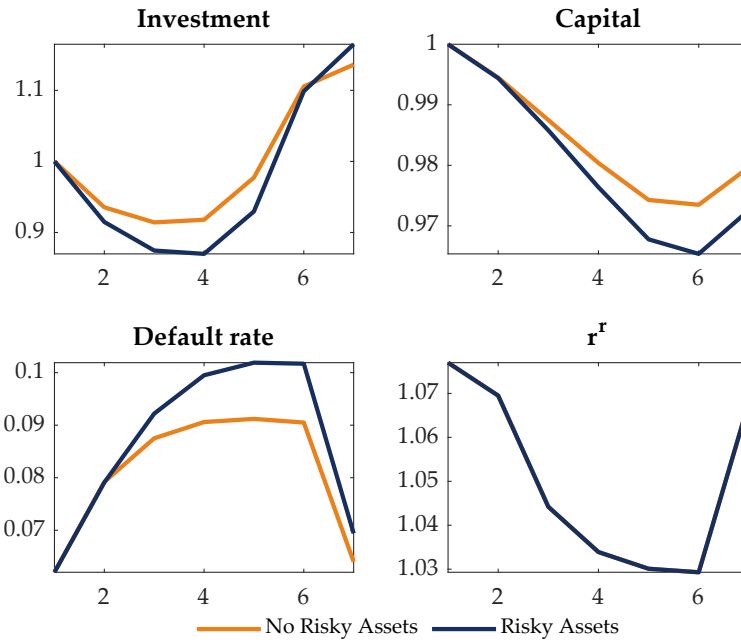 Investment
1.1
1
0.9
2 4 6
Capital
1
0.99
0.98
0.97
2 4 6
Default rate
0.1
0.09
0.08
0.07
2 4 6
r^r
1.07
1.06
1.05
1.04
1.03
2 4 6
No Risky Assets Risky Assets